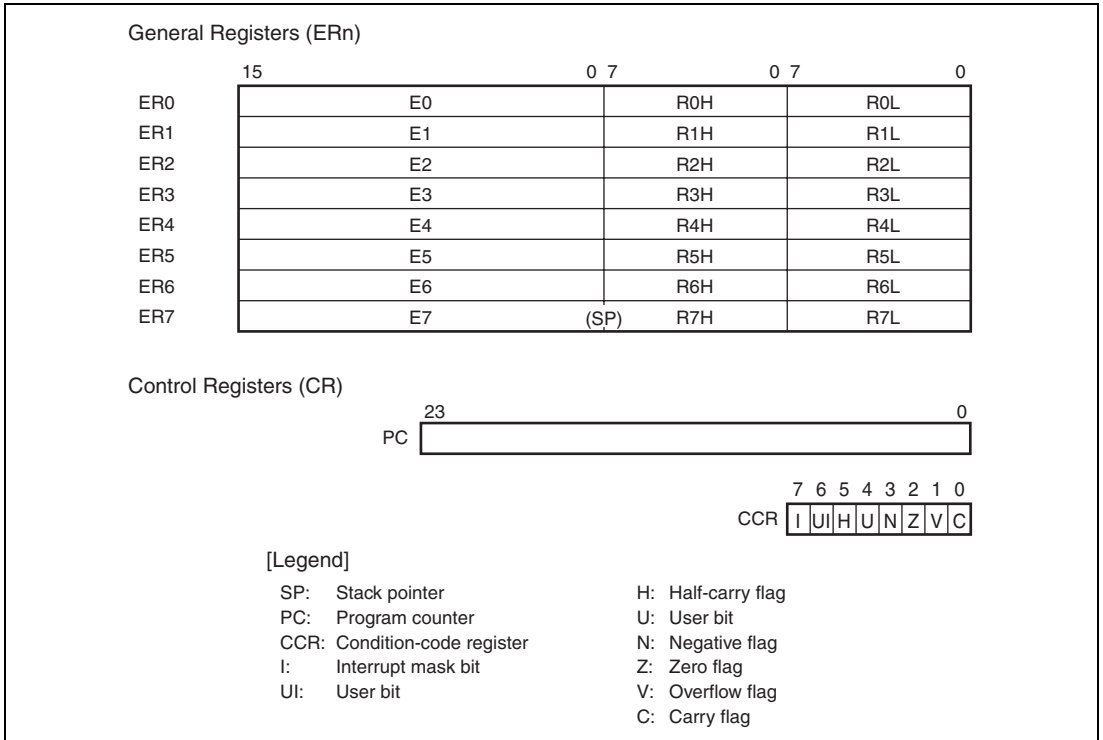 General Registers (ERn)
15 0 7 0 7 0
ER0 E0 R0H R0L
ER1 E1 R1H R1L
ER2 E2 R2H R2L
ER3 E3 R3H R3L
ER4 E4 R4H R4L
ER5 E5 R5H R5L
ER6 E6 R6H R6L
ER7 E7 (SP) R7H R7L
Control Registers (CR)
23 0
PC
7 6 5 4 3 2 1 0
CCR I UI H U N Z V C
[Legend]
SP: Stack pointer
PC: Program counter
CCR: Condition-code register
I: Interrupt mask bit
UI: User bit
H: Half-carry flag
U: User bit
N: Negative flag
Z: Zero flag
V: Overflow flag
C: Carry flag